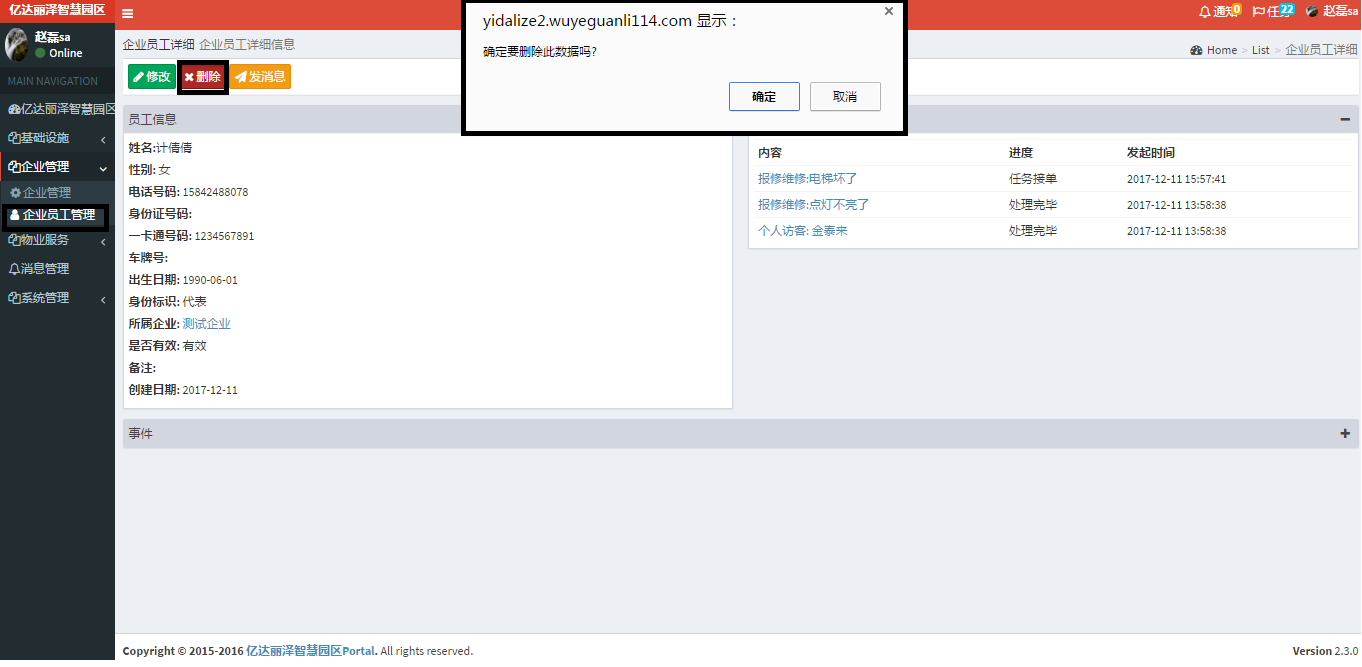 亿达丽泽智慧园区
通知 0
任 22
赵磊sa
赵磊sa
Online
MAIN NAVIGATION
亿达丽泽智慧园区
基础设施
企业管理
企业管理
企业员工管理
物业服务
消息管理
系统管理
企业员工详细 企业员工详细信息
Home > List > 企业员工详细
修改
删除
发消息
yidalize2.wuyeguanli114.com 显示：
确定要删除此数据吗?
确定
取消
员工信息
姓名:计倩倩
性别: 女
电话号码: 15842488078
身份证号码:
一卡通号码: 1234567891
车牌号:
出生日期: 1990-06-01
身份标识: 代表
所属企业: 测试企业
是否有效: 有效
备注:
创建日期: 2017-12-11
内容 进度 发起时间
报修维修:电梯坏了 任务接单 2017-12-11 15:57:41
报修维修:点灯不亮了 处理完毕 2017-12-11 13:58:38
个人访客: 金泰来 处理完毕 2017-12-11 13:58:38
事件
Copyright © 2015-2016 亿达丽泽智慧园区Portal. All rights reserved.
Version 2.3.0